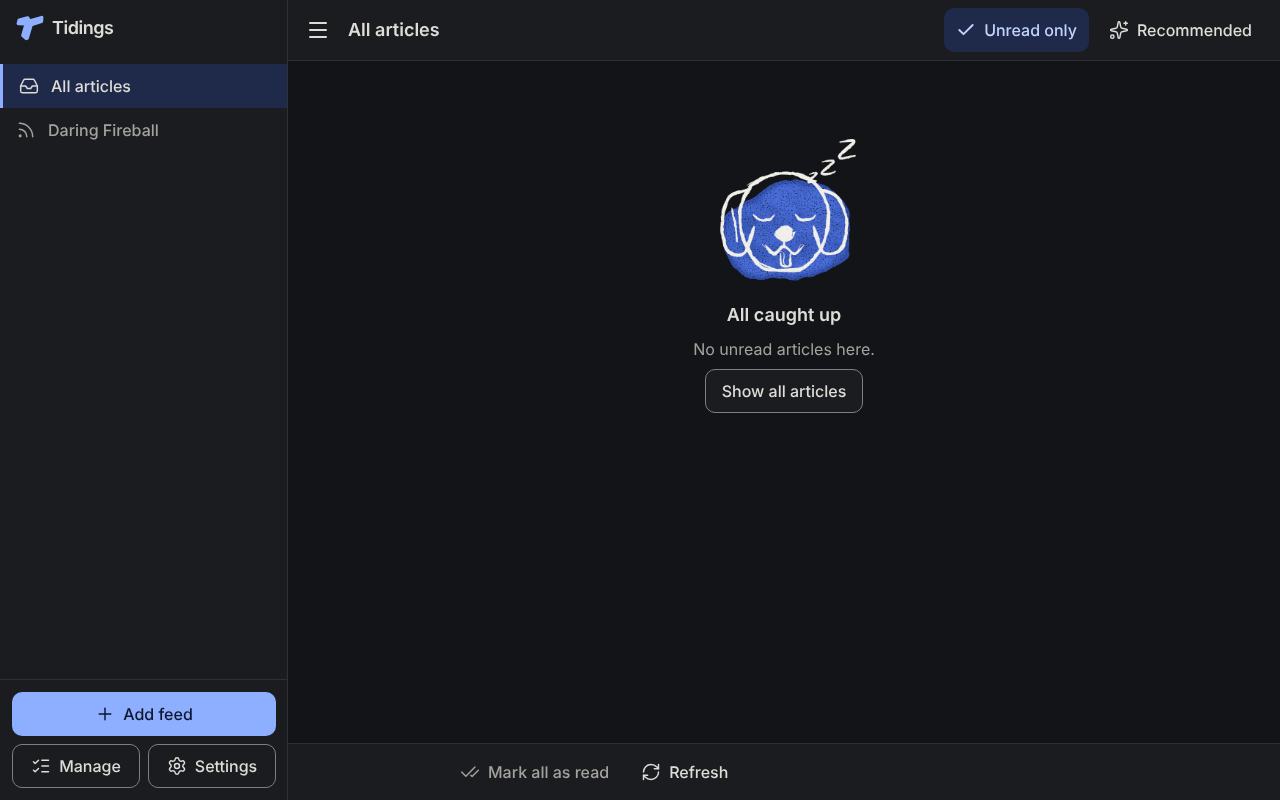 Tidings
All articles
Daring Fireball
Add feed
Manage
Settings
All articles
Unread only
Recommended
z z z
All caught up
No unread articles here.
Show all articles
Mark all as read
Refresh